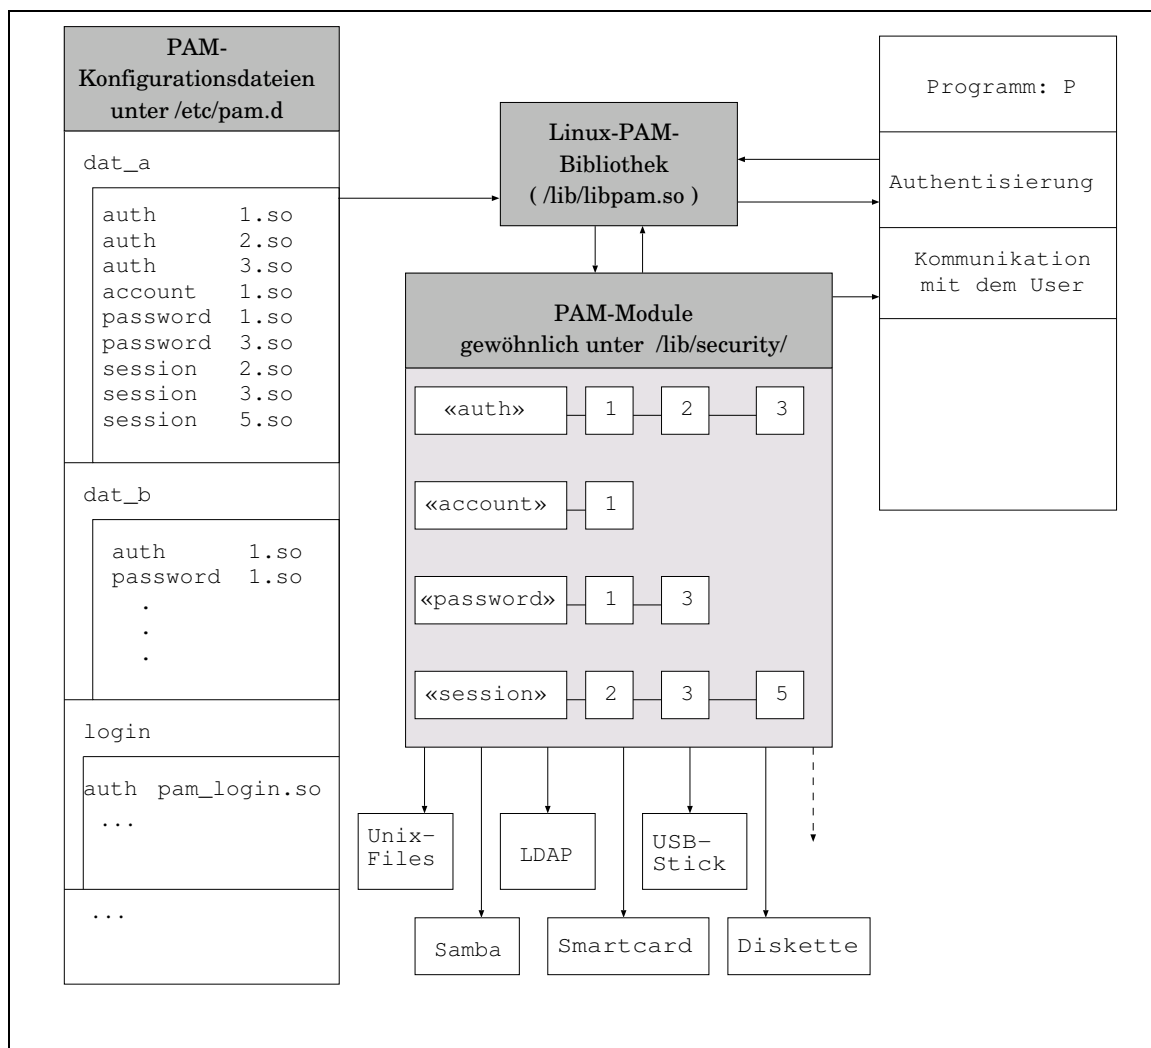 PAM-
Konfigurationsdateien
unter /etc/pam.d
dat_a
auth 1.so
auth 2.so
auth 3.so
account 1.so
password 1.so
password 3.so
session 2.so
session 3.so
session 5.so
dat_b
auth 1.so
password 1.so
.
.
.
login
auth pam_login.so
...
...
Linux-PAM-
Bibliothek
( /lib/libpam.so )
PAM-Module
gewöhnlich unter /lib/security/
«auth» 1 2 3
«account» 1
«password» 1 3
«session» 2 3 5
Unix-
Files
LDAP
USB-
Stick
Samba
Smartcard
Diskette
Programm: P
Authentisierung
Kommunikation
mit dem User